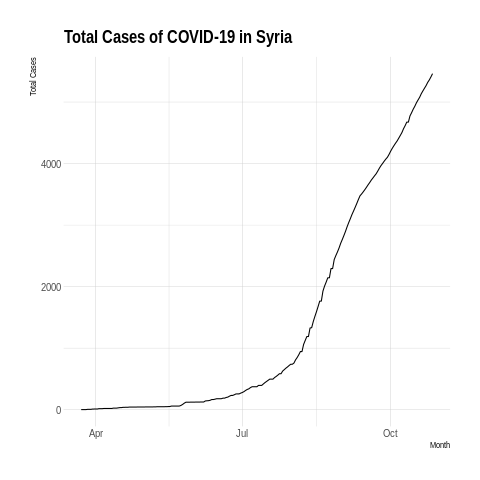 Total Cases of COVID-19 in Syria
Total Cases
4000
2000
0
Apr
Jul
Oct
Month